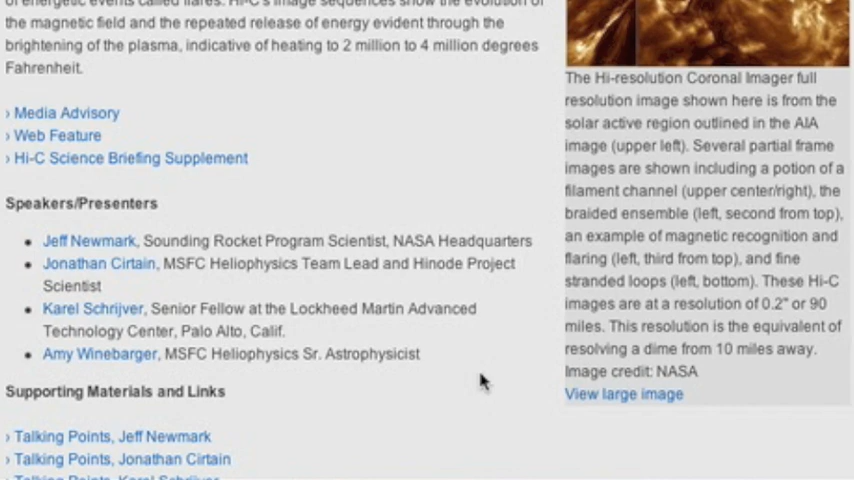 of energetic events called flares. Hi-C's image sequences show the evolution of
the magnetic field and the repeated release of energy evident through the
brightening of the plasma, indicative of heating to 2 million to 4 million degrees
Fahrenheit.
› Media Advisory
› Web Feature
› Hi-C Science Briefing Supplement
Speakers/Presenters
• Jeff Newmark, Sounding Rocket Program Scientist, NASA Headquarters
• Jonathan Cirtain, MSFC Heliophysics Team Lead and Hinode Project
Scientist
• Karel Schrijver, Senior Fellow at the Lockheed Martin Advanced
Technology Center, Palo Alto, Calif.
• Amy Winebarger, MSFC Heliophysics Sr. Astrophysicist
Supporting Materials and Links
› Talking Points, Jeff Newmark
› Talking Points, Jonathan Cirtain
› Talking Points, Karel Schrijver
The Hi-resolution Coronal Imager full
resolution image shown here is from the
solar active region outlined in the AIA
image (upper left). Several partial frame
images are shown including a potion of a
filament channel (upper center/right), the
braided ensemble (left, second from top),
an example of magnetic recognition and
flaring (left, third from top), and fine
stranded loops (left, bottom). These Hi-C
images are at a resolution of 0.2" or 90
miles. This resolution is the equivalent of
resolving a dime from 10 miles away.
Image credit: NASA
View large image